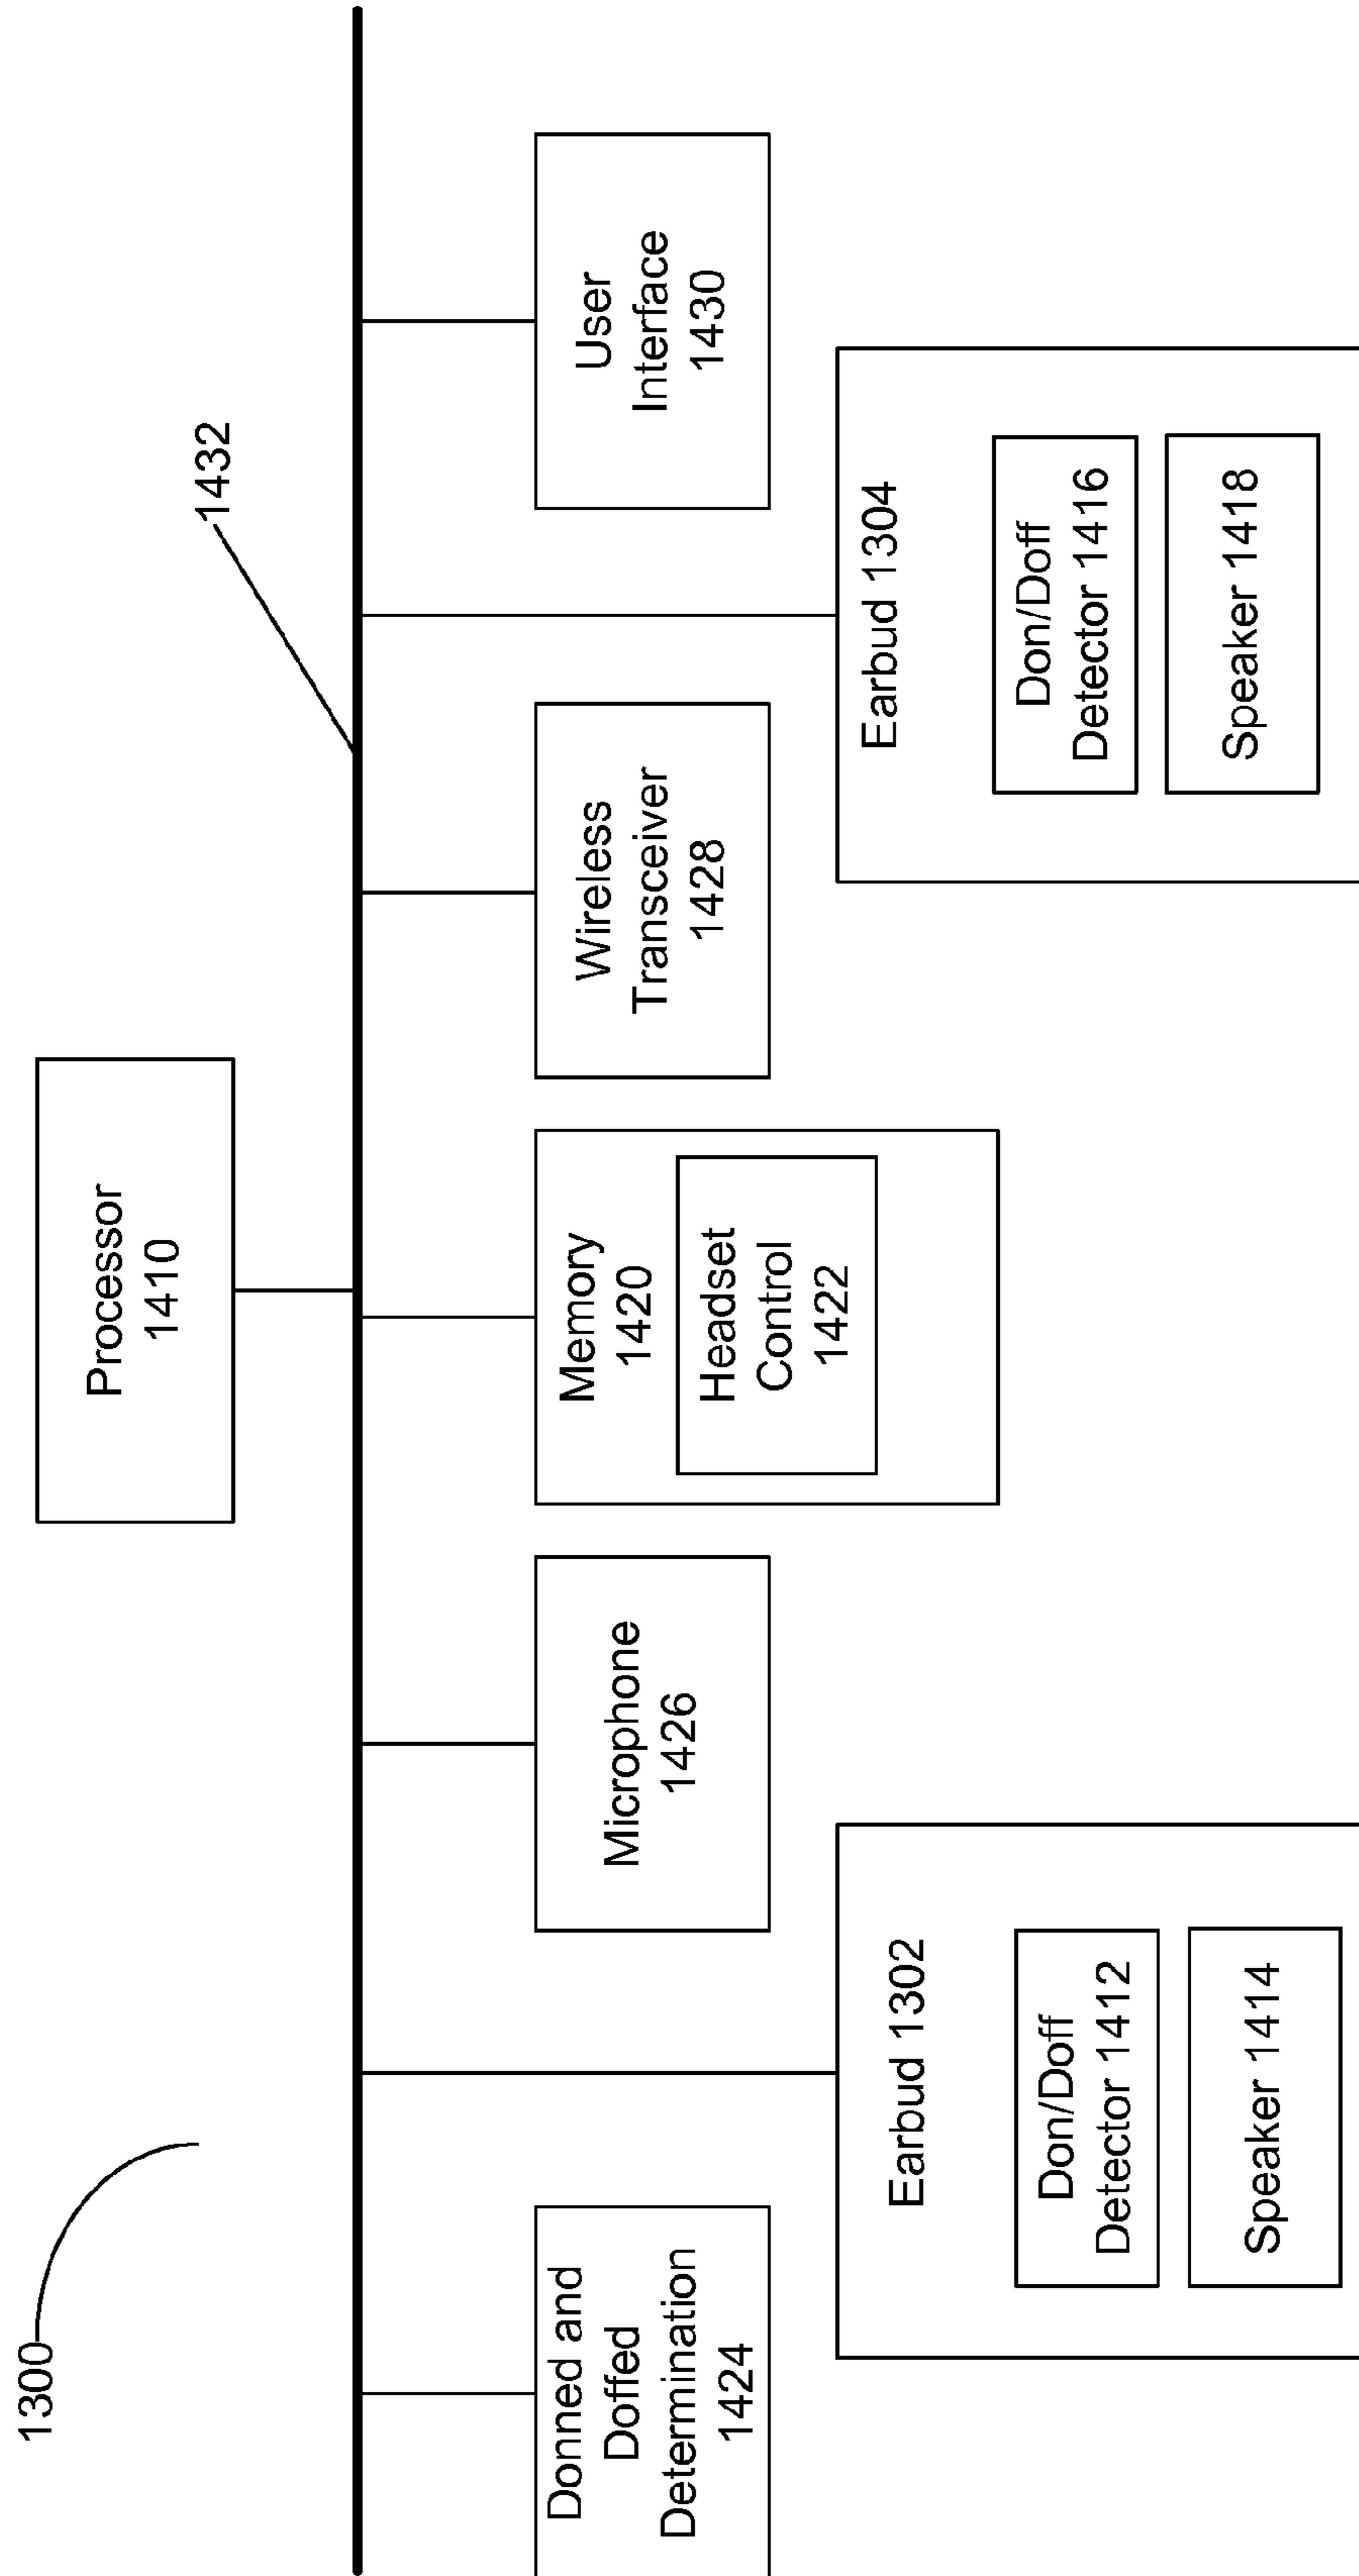 1300
Processor
1410
1432
Donned and
Doffed
Determination
1424
Microphone
1426
Memory
1420
Headset
Control
1422
Wireless
Transceiver
1428
User
Interface
1430
Earbud 1302
Don/Doff
Detector 1412
Speaker 1414
Earbud 1304
Don/Doff
Detector 1416
Speaker 1418